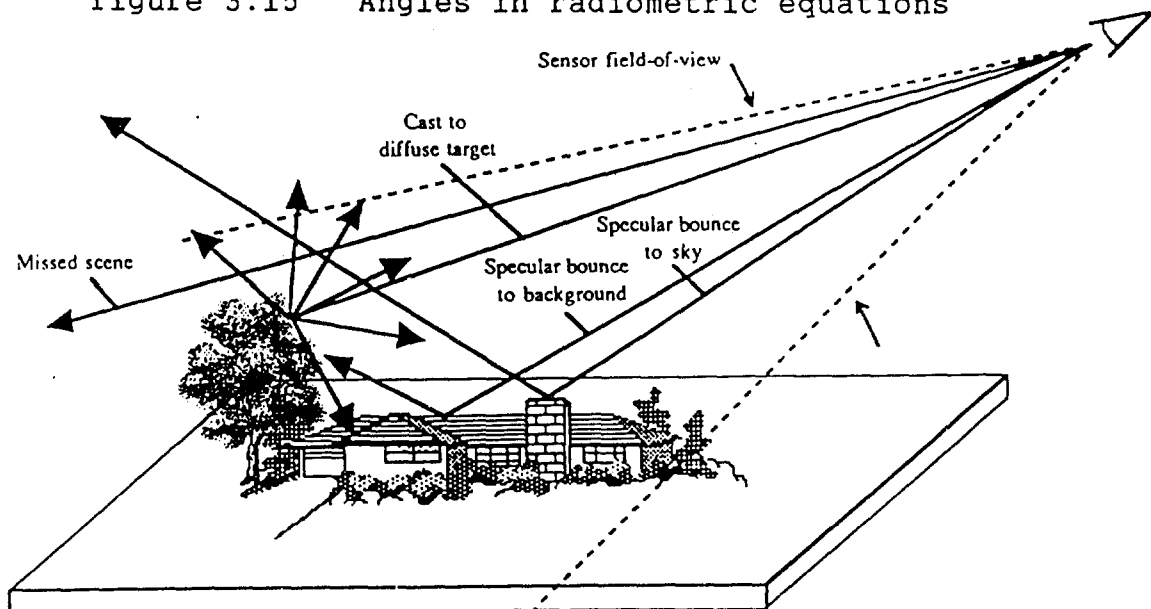 Figure 3.15 Angles in radiometric equations
Sensor field-of-view
Cast to
diffuse target
Specular bounce
to sky
Missed scene
Specular bounce
to background